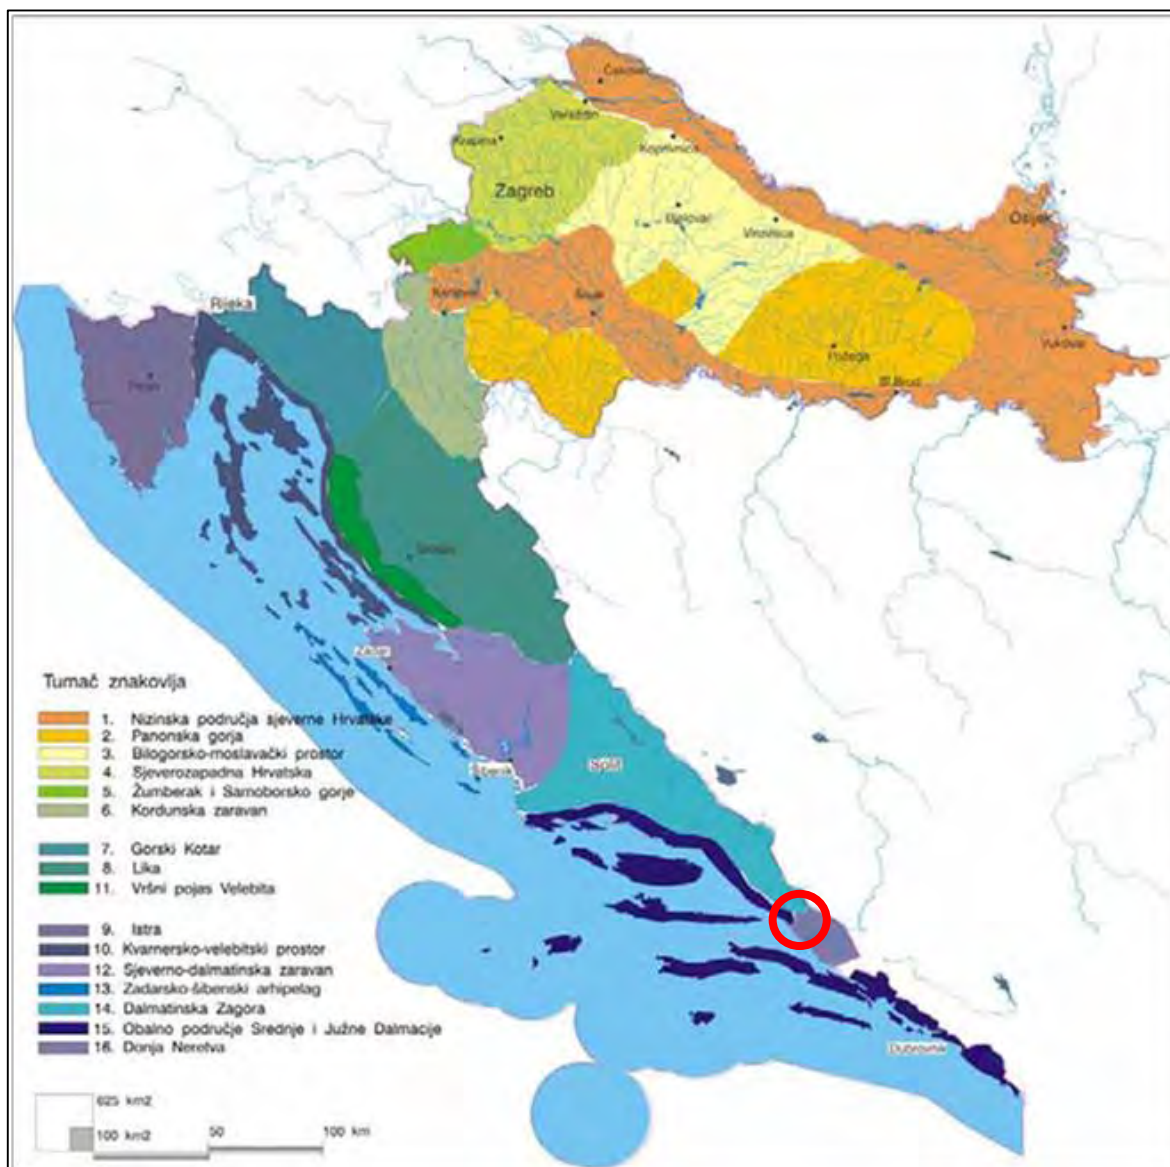 Čakovec
Varaždin
Krapina
Koprivnica
Zagreb
Bjelovar
Virovitica
Osijek
Rijeka
Karlovac
Sisak
Požega
Vukovar
Sl.Brod
Pazin
Gospić
Zadar
Šibenik
Split
Dubrovnik
Tumač znakovlja
1. Nizinska područja sjeverne Hrvatske
2. Panonska gorja
3. Bilogorsko-moslavački prostor
4. Sjeverozapadna Hrvatska
5. Žumberak i Samoborsko gorje
6. Kordunska zaravan
7. Gorski Kotar
8. Lika
11. Vršni pojas Velebita
9. Istra
10. Kvarnersko-velebitski prostor
12. Sjeverno-dalmatinska zaravan
13. Zadarsko-šibenski arhipelag
14. Dalmatinska Zagora
15. Obalno područje Srednje i Južne Dalmacije
16. Donja Neretva
625 km2
100 km2
50
100 km